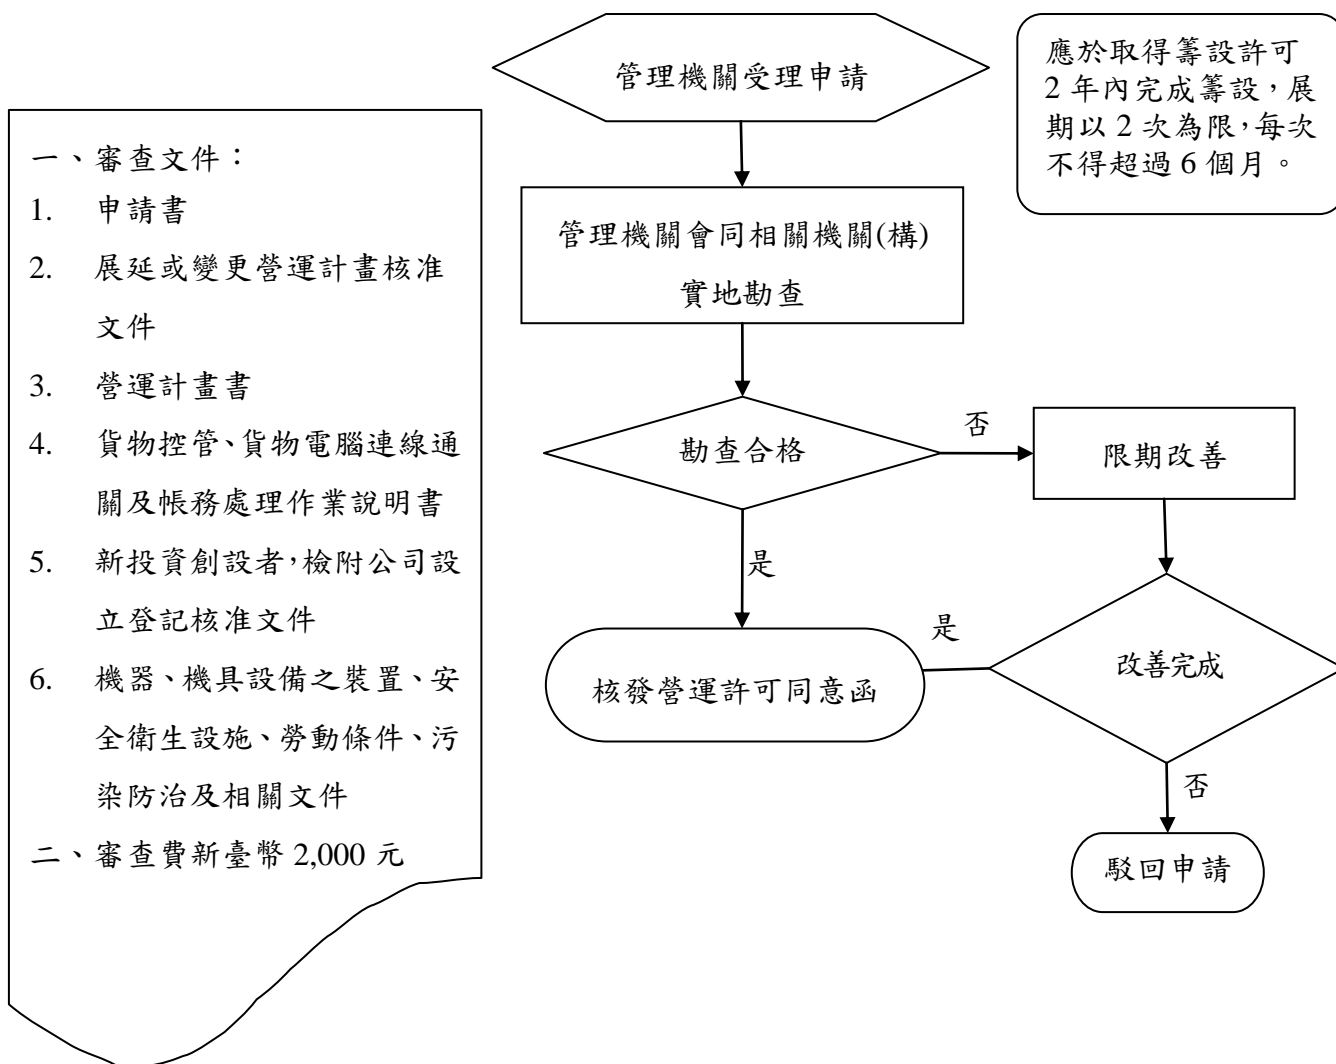 一、審查文件：
1. 申請書
2. 展延或變更營運計畫核准
文件
3. 營運計畫書
4. 貨物控管、貨物電腦連線通
關及帳務處理作業說明書
5. 新投資創設者，檢附公司設
立登記核准文件
6. 機器、機具設備之裝置、安
全衛生設施、勞動條件、污
染防治及相關文件
二、審查費新臺幣 2,000 元
管理機關受理申請
管理機關會同相關機關(構)
實地勘查
勘查合格
否
限期改善
是
核發營運許可同意函
是
改善完成
否
駁回申請
應於取得籌設許可
2 年內完成籌設，展
期以 2 次為限，每次
不得超過 6 個月。